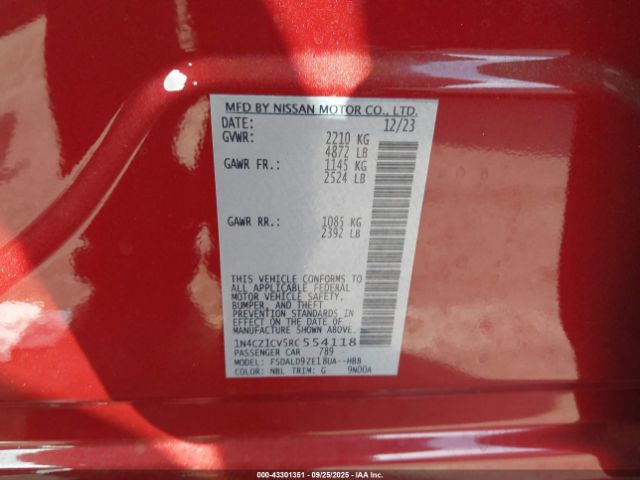 MFD BY NISSAN MOTOR CO., LTD.
DATE: 12/23
GVWR: 2210 KG
4872 LB
GAWR FR.: 1145 KG
2524 LB
GAWR RR.: 1085 KG
2392 LB
THIS VEHICLE CONFORMS TO
ALL APPLICABLE FEDERAL
MOTOR VEHICLE SAFETY,
BUMPER, AND THEFT
PREVENTION STANDARDS IN
EFFECT ON THE DATE OF
MANUFACTURE SHOWN ABOVE.
1N4CZ1CV5RC554118
PASSENGER CAR 789
MODEL: FSDALD9ZE18UA--HBB
COLOR: NBL TRIM: G 9N00A
000-43301351 - 09/25/2025 - IAA Inc.